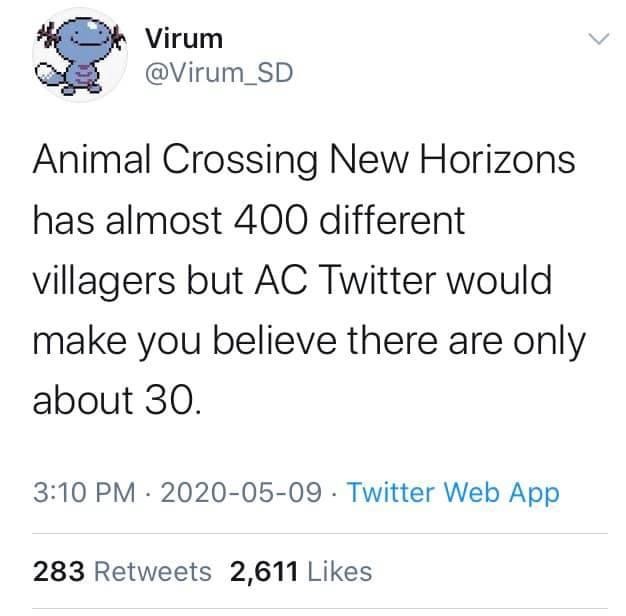 Virum
@Virum_SD
Animal Crossing New Horizons
has almost 400 different
villagers but AC Twitter would
make you believe there are only
about 30.
3:10 PM · 2020-05-09 · Twitter Web App
283 Retweets 2,611 Likes